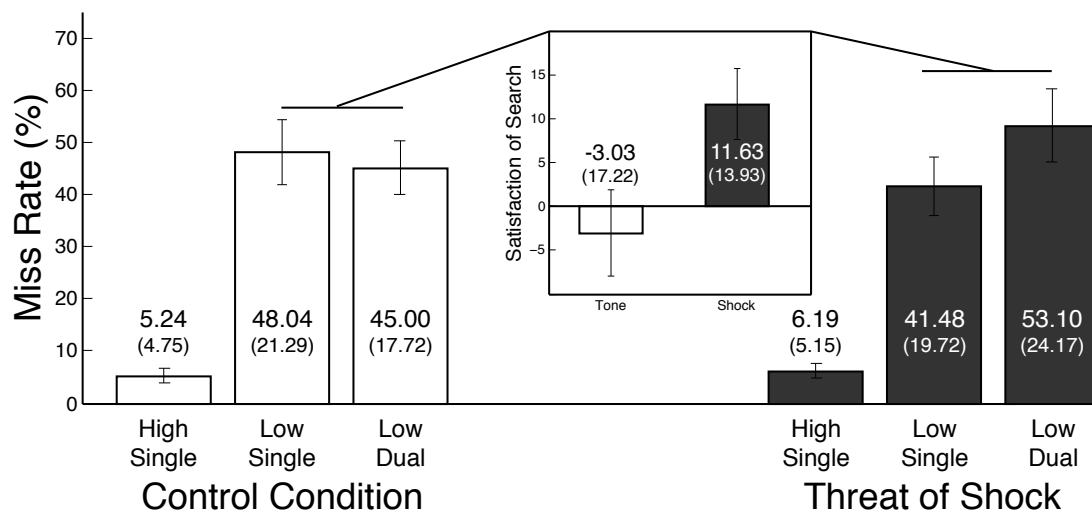 Miss Rate (%)
70
60
50
40
30
20
10
0
5.24
(4.75)
48.04
(21.29)
45.00
(17.72)
High
Single
Low
Single
Low
Dual
Control Condition
Satisfaction of Search
15
10
5
0
−5
-3.03
(17.22)
11.63
(13.93)
Tone
Shock
6.19
(5.15)
41.48
(19.72)
53.10
(24.17)
High
Single
Low
Single
Low
Dual
Threat of Shock